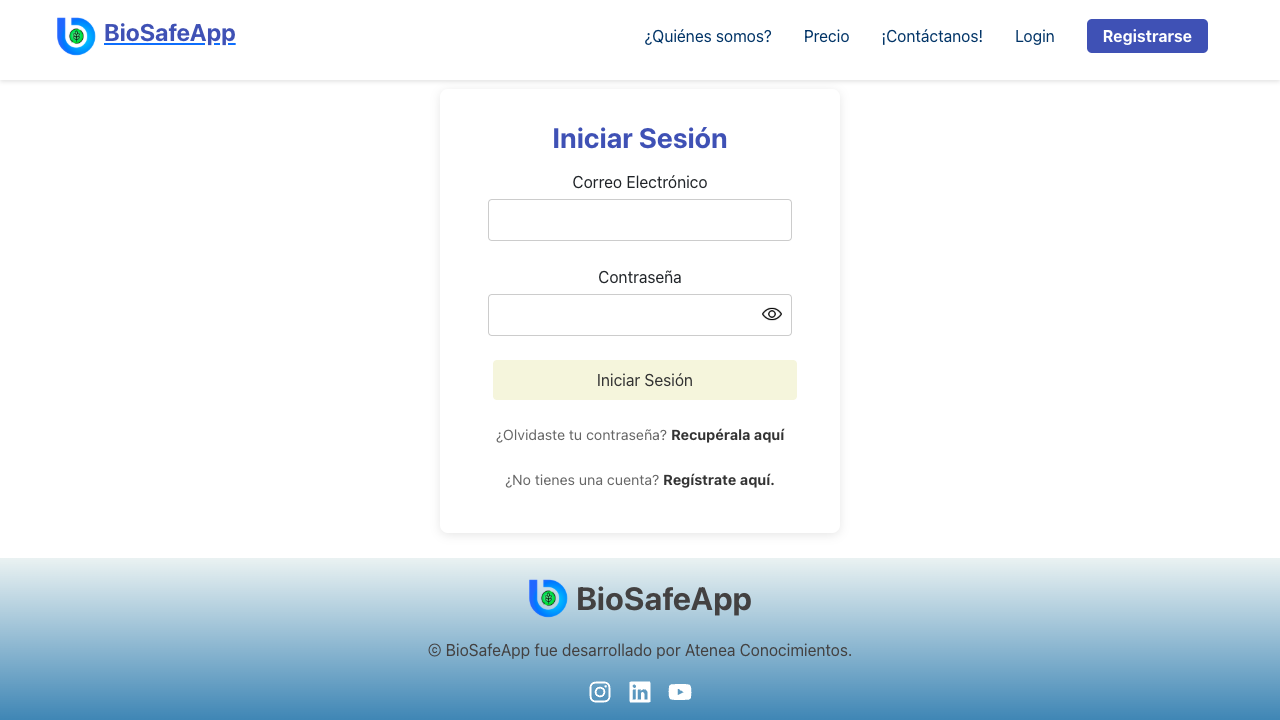 BioSafeApp
¿Quiénes somos? Precio ¡Contáctanos! Login Registrarse
Iniciar Sesión
Correo Electrónico
Contraseña
Iniciar Sesión
¿Olvidaste tu contraseña? Recupérala aquí
¿No tienes una cuenta? Regístrate aquí.
BioSafeApp
© BioSafeApp fue desarrollado por Atenea Conocimientos.